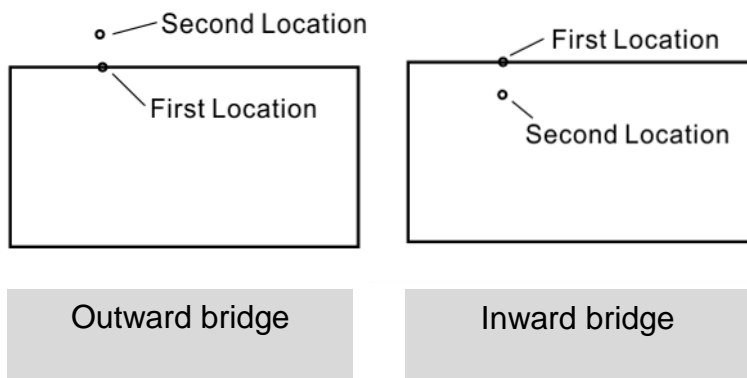 Second Location
First Location
First Location
Second Location
Outward bridge
Inward bridge